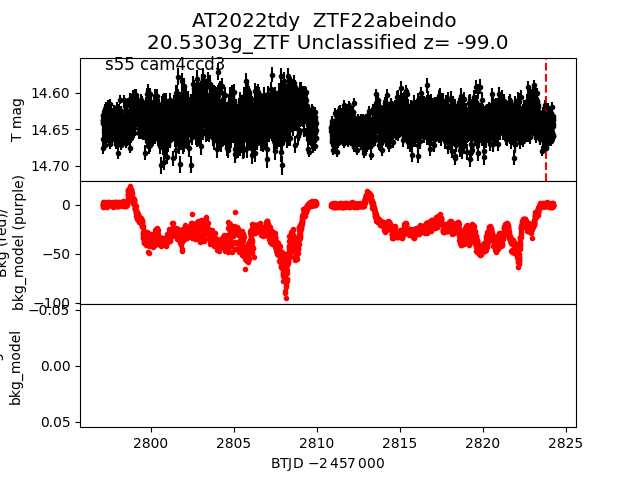 AT2022tdy  ZTF22abeindo
20.5303g_ZTF Unclassified z= -99.0
s55 cam4ccd3
T mag
14.60
14.65
14.70
bkg_model (purple)
0
−50
−100
bkg_model
−0.05
0.00
0.05
2800 2805 2810 2815 2820 2825
BTJD −2 457 000